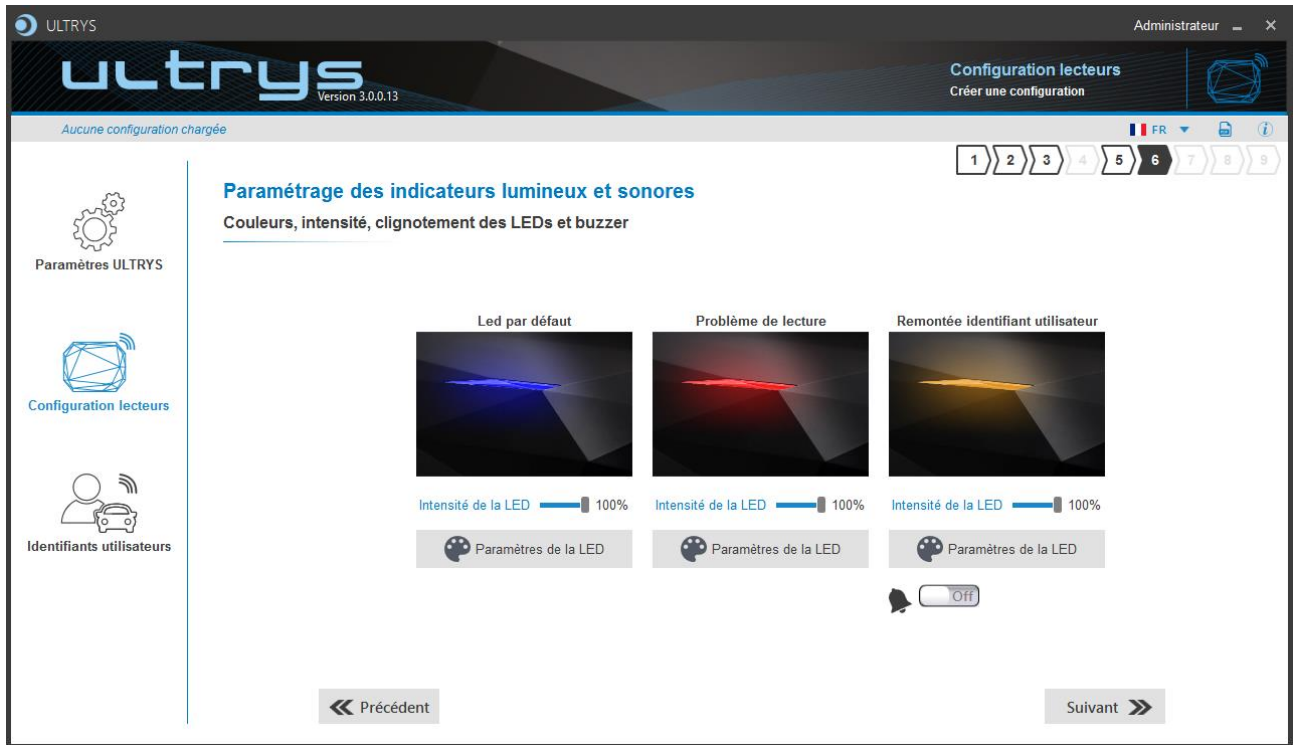 ULTRYS
Administrateur
ultrys
Version 3.0.0.13
Configuration lecteurs
Créer une configuration
Aucune configuration chargée
FR
1 2 3 4 5 6 7 8 9
Paramétrage des indicateurs lumineux et sonores
Couleurs, intensité, clignotement des LEDs et buzzer
Paramètres ULTRYS
Configuration lecteurs
Identifiants utilisateurs
Led par défaut
Problème de lecture
Remontée identifiant utilisateur
Intensité de la LED 100%
Intensité de la LED 100%
Intensité de la LED 100%
Paramètres de la LED
Paramètres de la LED
Paramètres de la LED
Off
Précédent
Suivant